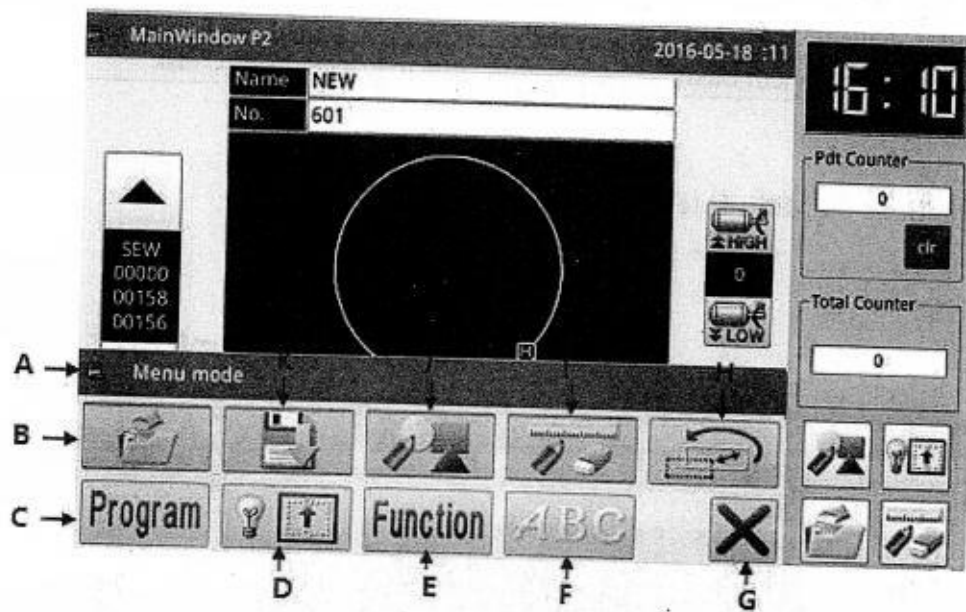 MainWindow P2
2016-05-18 :11
16:10
Name NEW
No. 601
Pdt Counter
0
clr
SEW
00000
00158
00156
HIGH
0
LOW
H
Total Counter
0
A
Menu mode
H
B
C
Program
Function
ABC
D
E
F
G